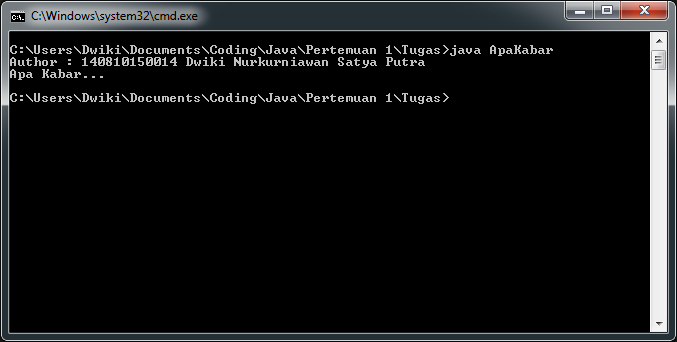 C:\Windows\system32\cmd.exe
C:\Users\Dwiki\Documents\Coding\Java\Pertemuan 1\Tugas>java ApaKabar
Author : 140810150014 Dwiki Nurkurniawan Satya Putra
Apa Kabar...
C:\Users\Dwiki\Documents\Coding\Java\Pertemuan 1\Tugas>